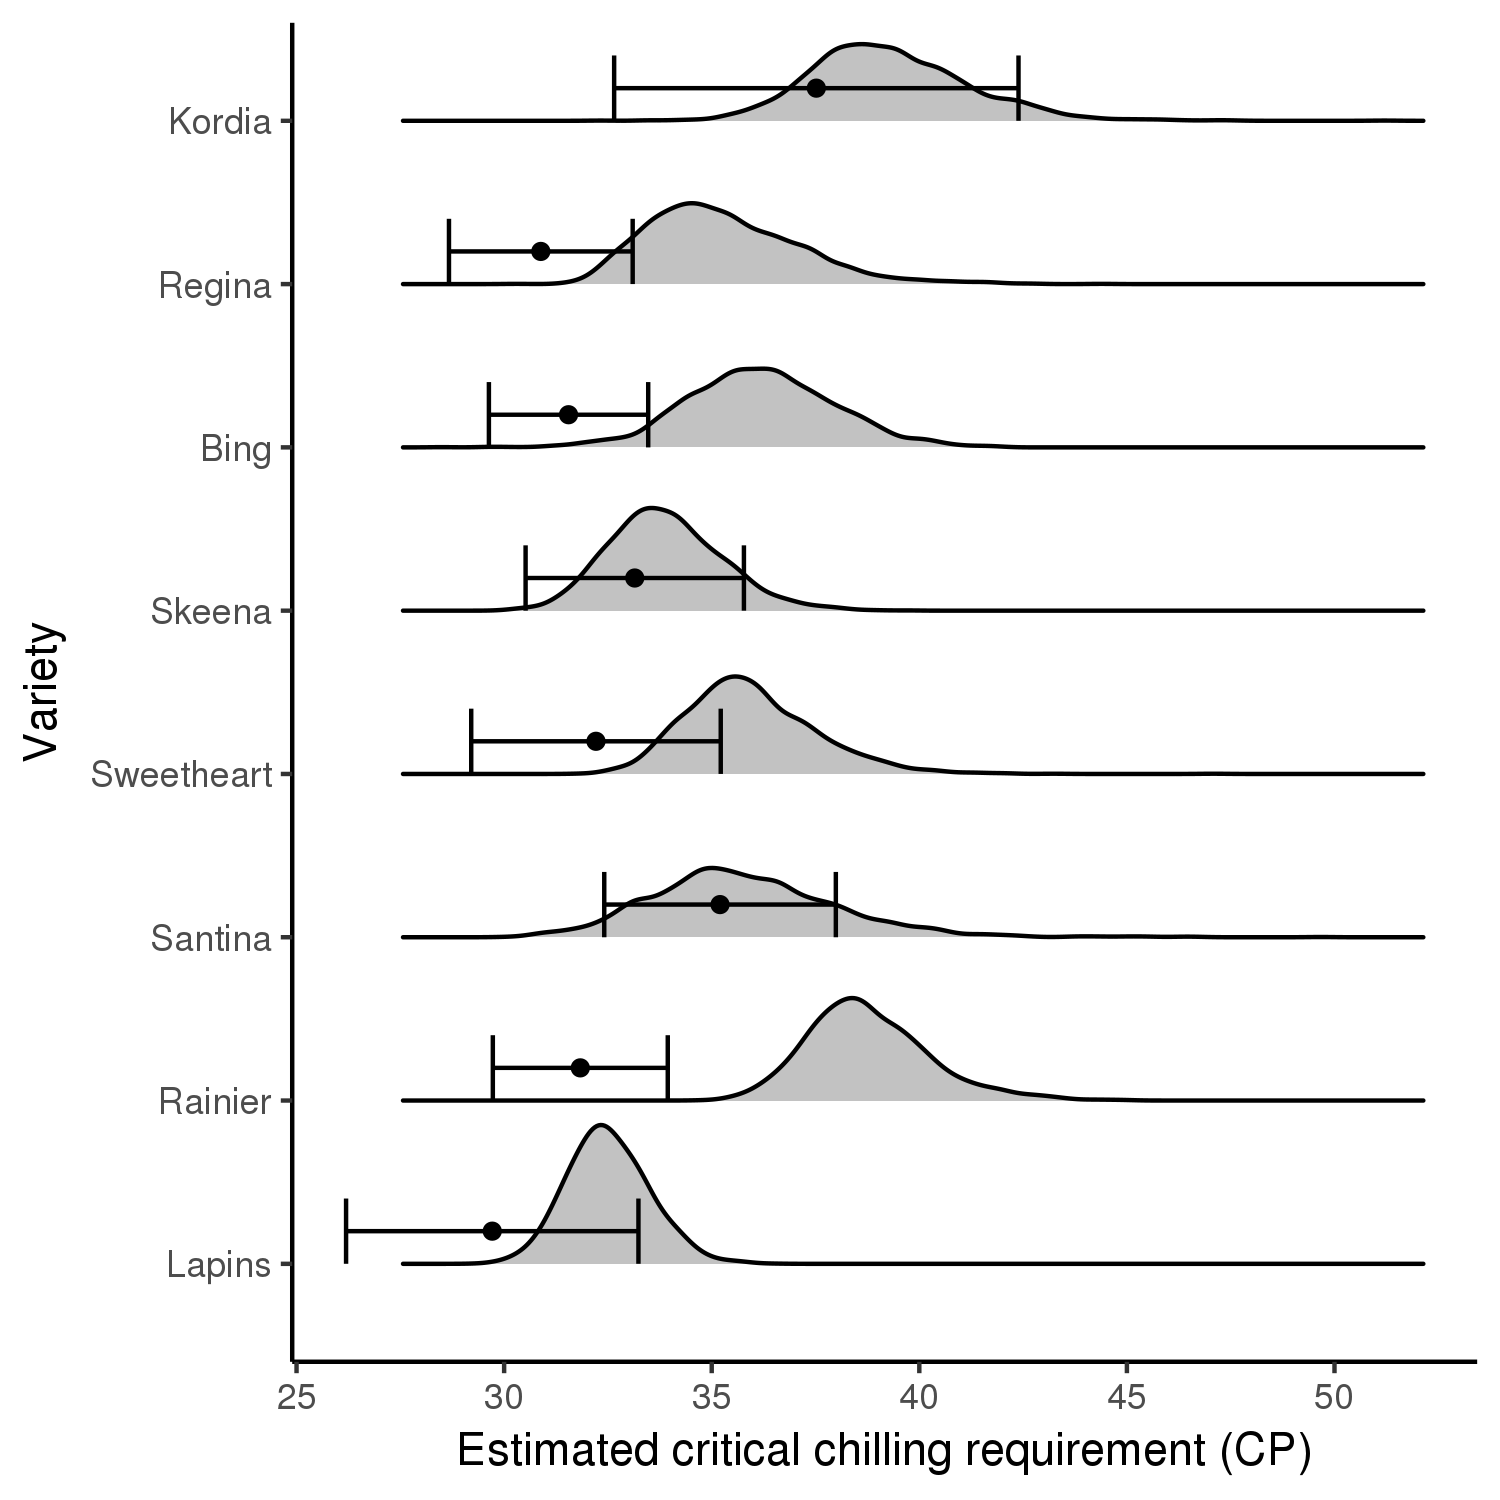 Kordia
Regina
Bing
Skeena
Sweetheart
Santina
Rainier
Lapins
Variety
25 30 35 40 45 50
Estimated critical chilling requirement (CP)